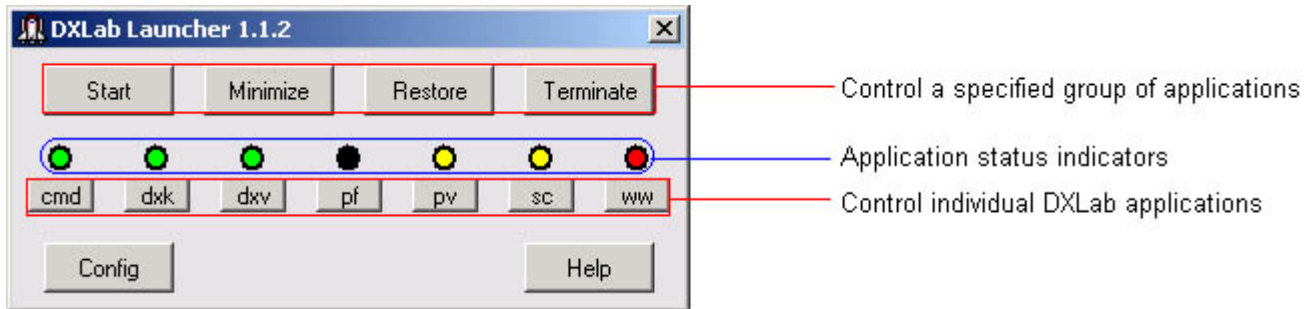 DXLab Launcher 1.1.2
Start Minimize Restore Terminate Control a specified group of applications
Application status indicators
cmd dxk dxv pf pv sc ww Control individual DXLab applications
Config Help